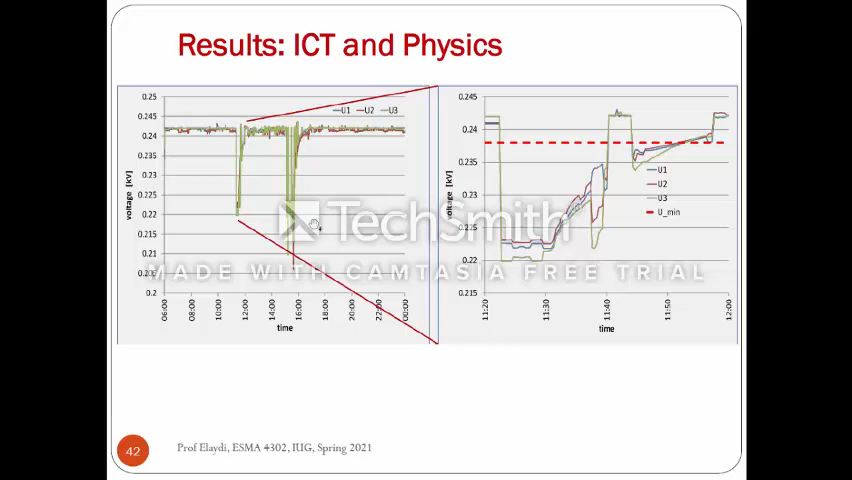 Results: ICT and Physics
0.25
0.245
0.24
0.235
0.23
0.225
0.22
0.215
0.21
0.205
0.2
voltage [kV]
U1 U2 U3
06:00 08:00 10:00 12:00 14:00 16:00 18:00 20:00 22:00 00:00
time
0.245
0.24
0.235
0.23
0.225
0.22
0.215
voltage [kV]
U1
U2
U3
U_min
11:20 11:30 11:40 11:50 12:00
time
TechSmith
MADE WITH CAMTASIA FREE TRIAL
42
Prof Elaydi, ESMA 4302, IUG, Spring 2021